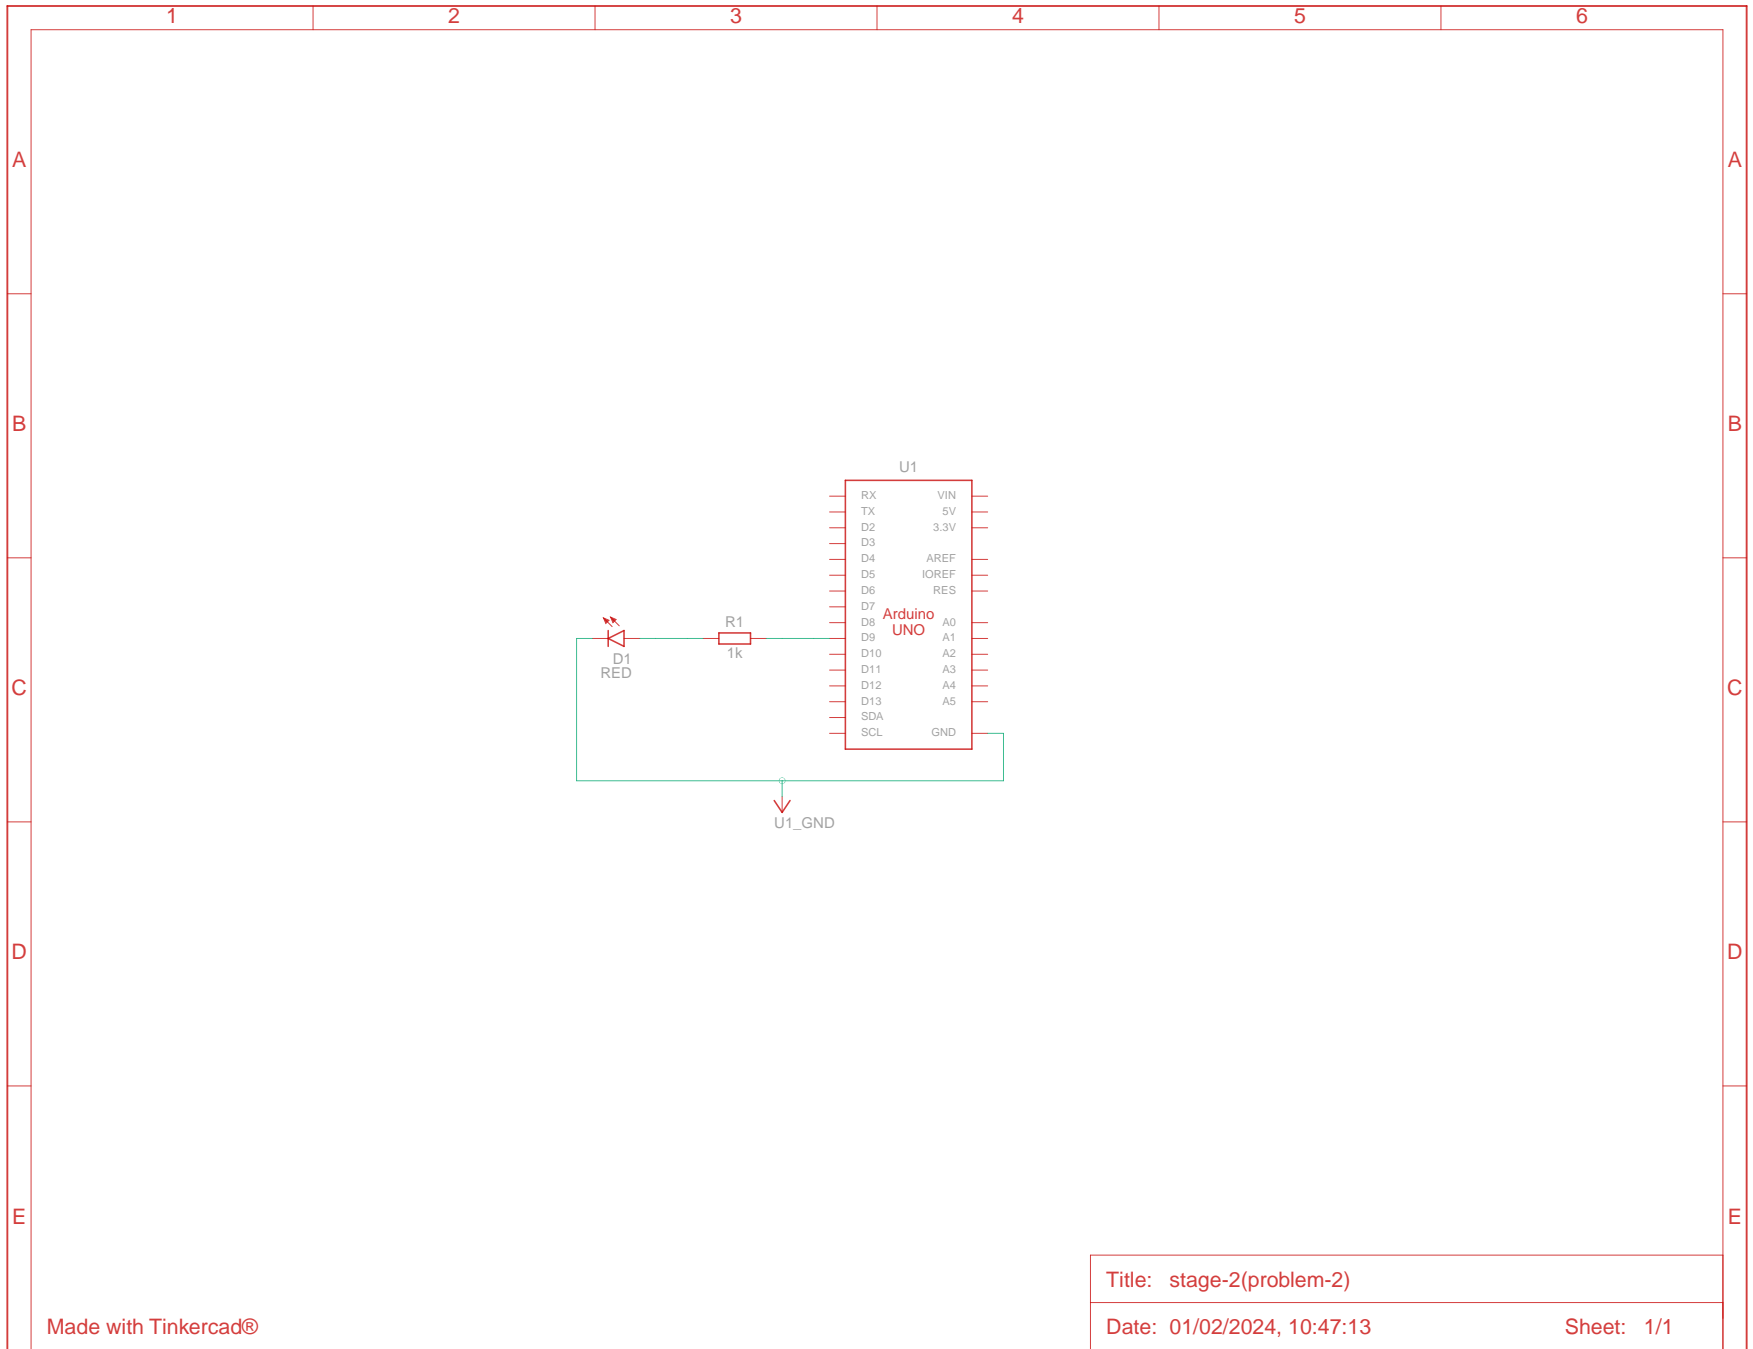 1 2 3 4 5 6
A A
B B
U1
RX VIN
TX 5V
D2 3.3V
D3
D4 AREF
D5 IOREF
D6 RES
D7
Arduino
UNO
D8 A0
D9 A1
D10 A2
D11 A3
D12 A4
D13 A5
SDA
SCL GND
R1
1k
D1
RED
C C
U1_GND
D D
E E
Title: stage-2(problem-2)
Made with Tinkercad®
Date: 01/02/2024, 10:47:13 Sheet: 1/1